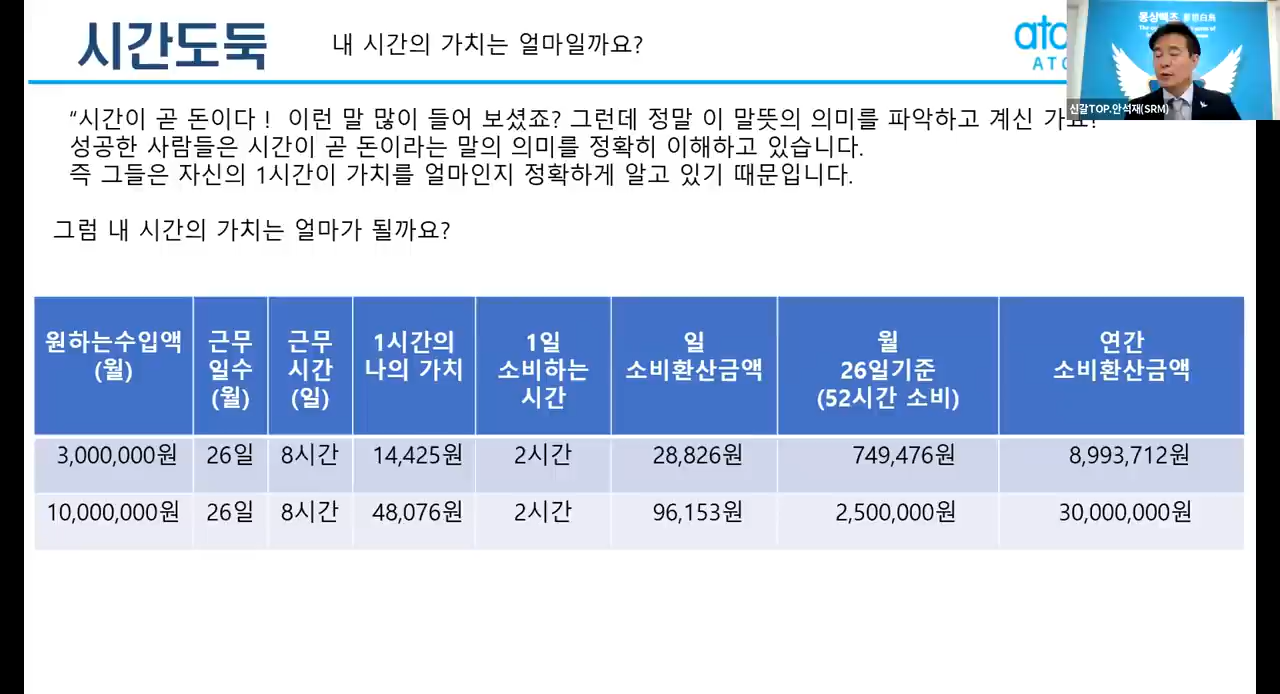 시간도둑
내 시간의 가치는 얼마일까요?
atc
ATC
몽상백조
신갈TOP.안석재(SRM)
“시간이 곧 돈이다 ! 이런 말 많이 들어 보셨죠? 그런데 정말 이 말뜻의 의미를 파악하고 계신 가요?
성공한 사람들은 시간이 곧 돈이라는 말의 의미를 정확히 이해하고 있습니다.
즉 그들은 자신의 1시간이 가치를 얼마인지 정확하게 알고 있기 때문입니다.
그럼 내 시간의 가치는 얼마가 될까요?
원하는수입액 (월) 근무 일수 (월) 근무 시간 (일) 1시간의 나의 가치 1일 소비하는 시간 일 소비환산금액 월 26일기준 (52시간 소비) 연간 소비환산금액
3,000,000원 26일 8시간 14,425원 2시간 28,826원 749,476원 8,993,712원
10,000,000원 26일 8시간 48,076원 2시간 96,153원 2,500,000원 30,000,000원